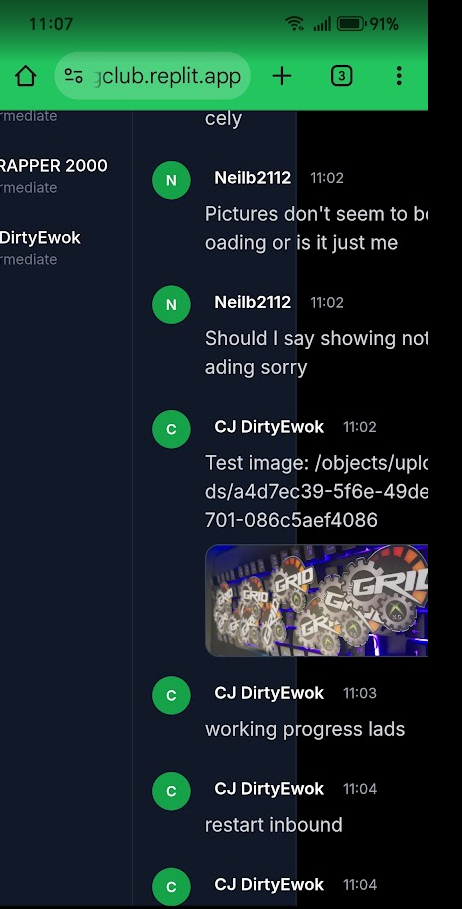 11:07
91%
gclub.replit.app
3
rmediate
RAPPER 2000
rmediate
DirtyEwok
rmediate
cely
N
Neilb2112 11:02
Pictures don't seem to be
oading or is it just me
N
Neilb2112 11:02
Should I say showing not
ading sorry
C
CJ DirtyEwok 11:02
Test image: /objects/uplo
ds/a4d7ec39-5f6e-49de
701-086c5aef4086
GRID
GRID
C
CJ DirtyEwok 11:03
working progress lads
C
CJ DirtyEwok 11:04
restart inbound
C
CJ DirtyEwok 11:04